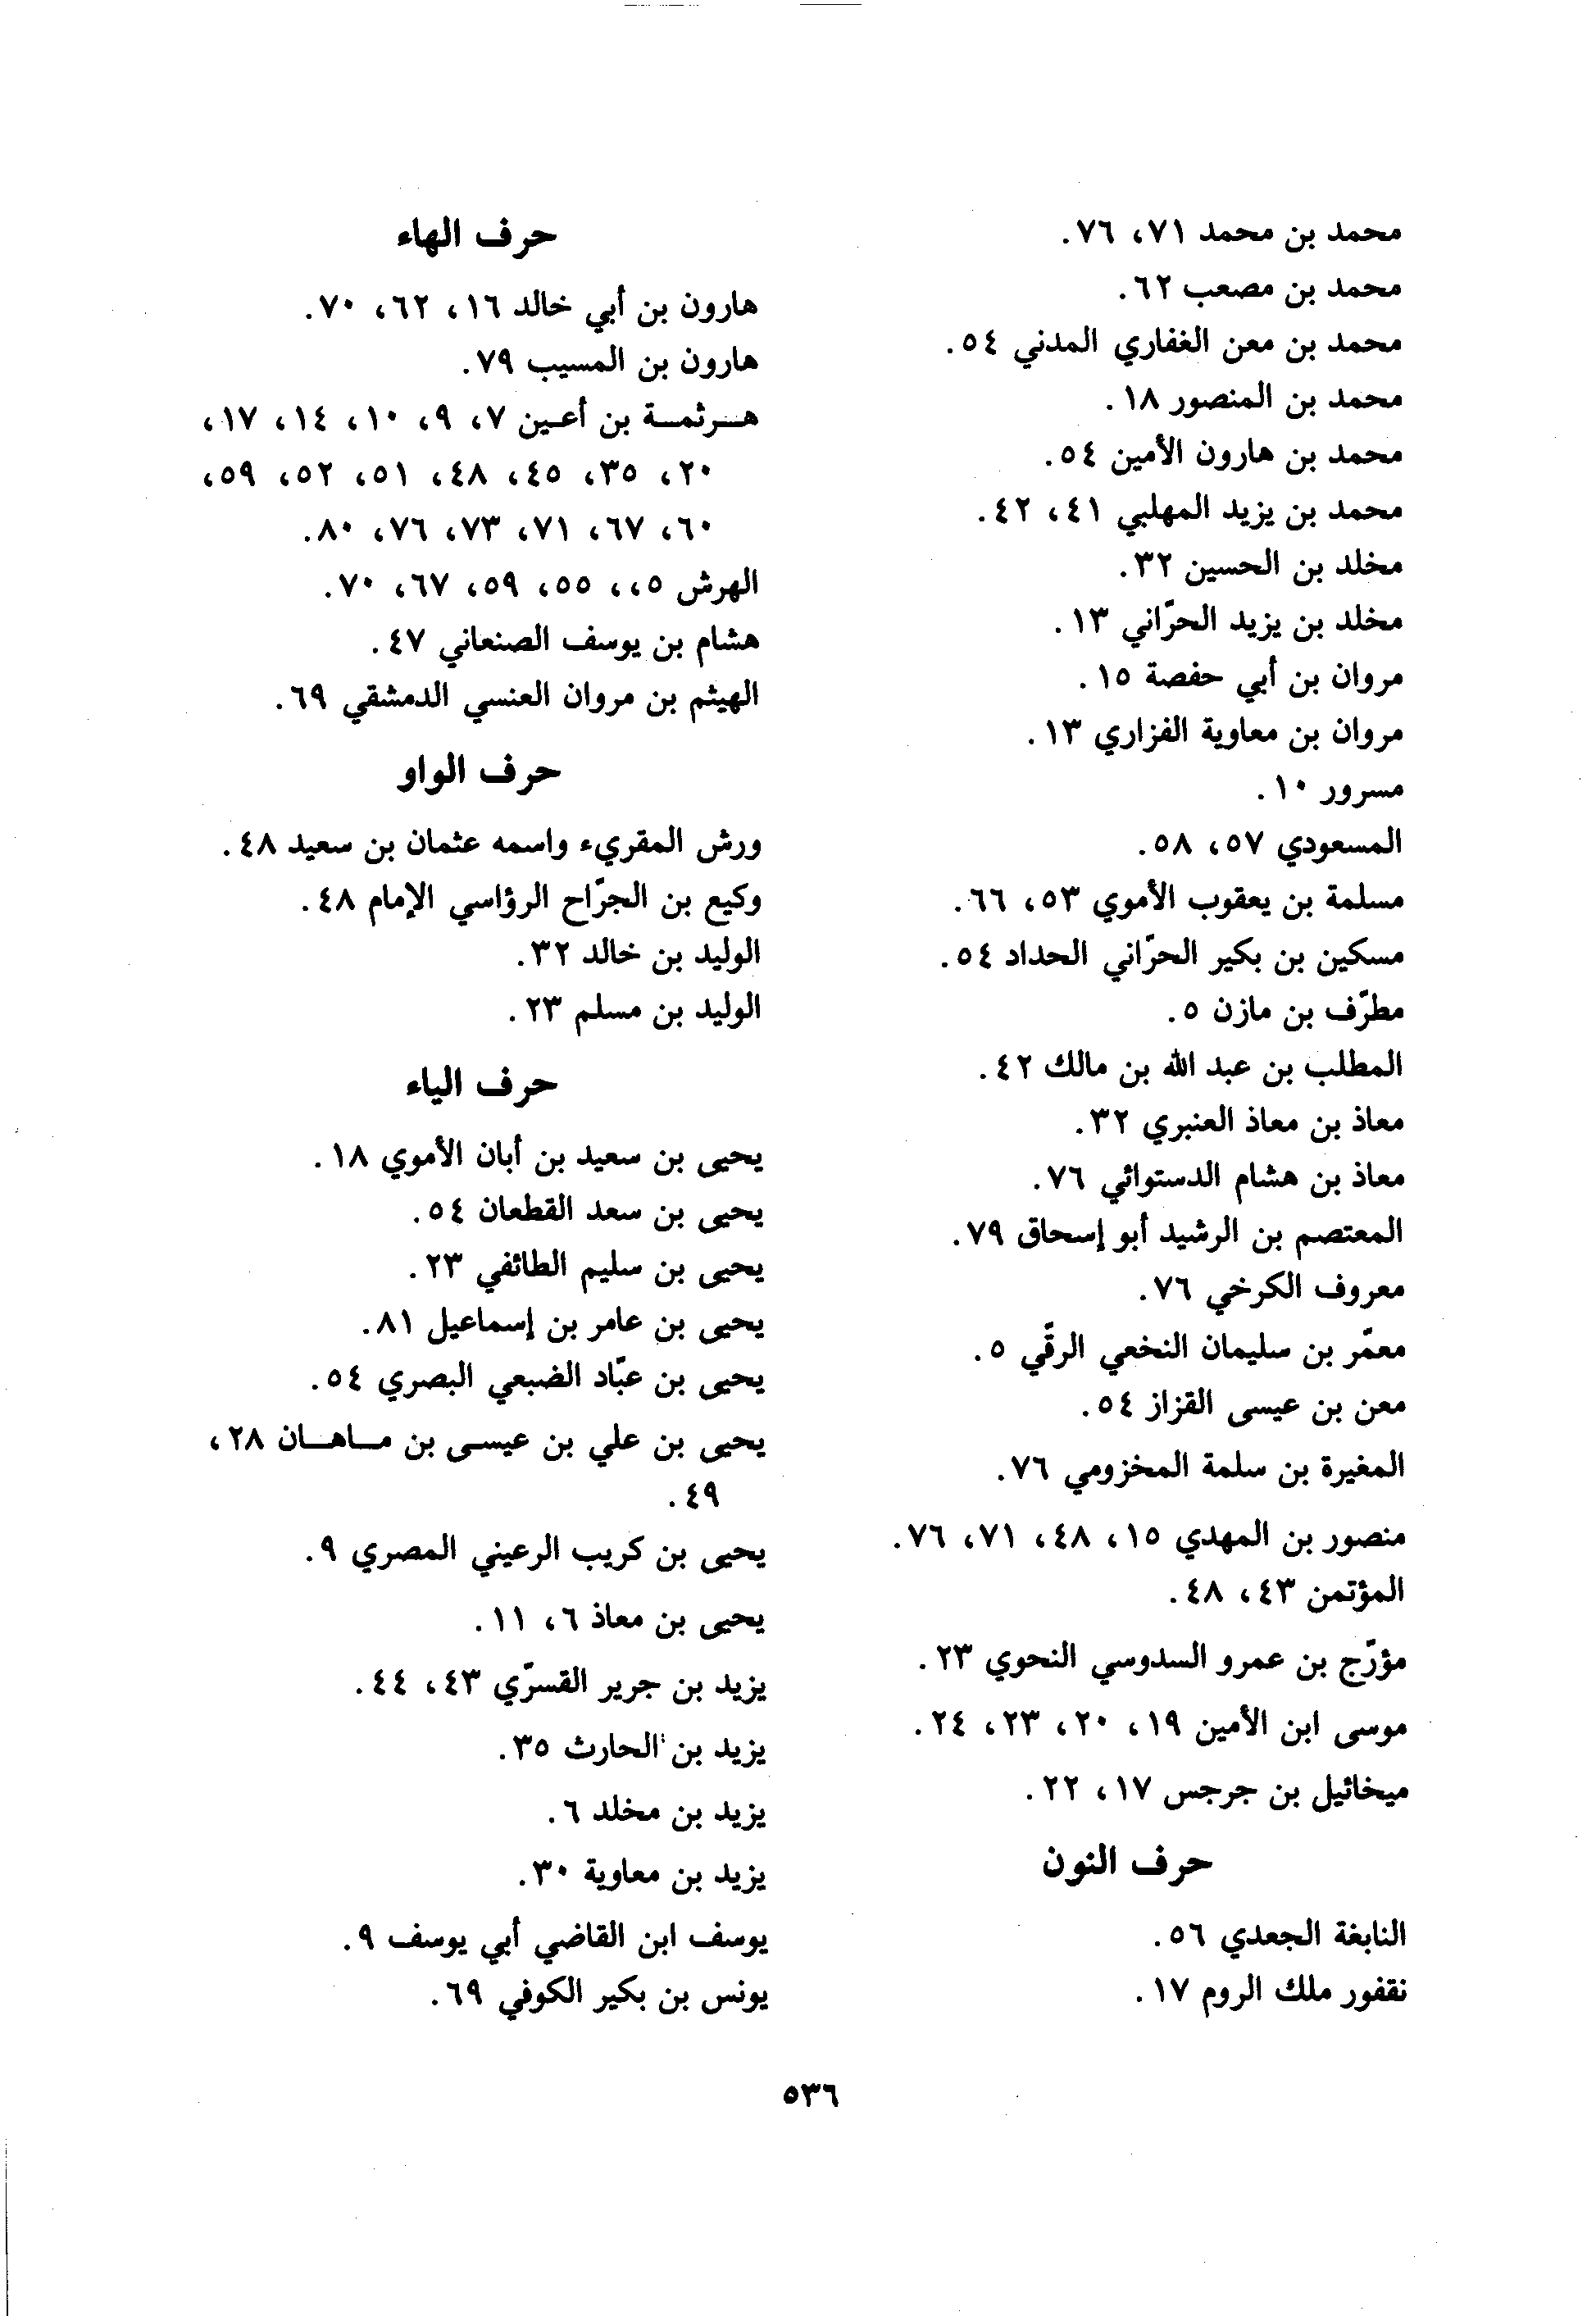 محمد بن محمد ٧١، ٧٦.
محمد بن مصعب ٦٢.
محمد بن معن الغفاري المدني ٥٤.
محمد بن المنصور ١٨.
محمد بن هارون الأمين ٥٤.
محمد بن يزيد المهلبي ٤١، ٤٢.
مخلد بن الحسين ٣٢.
مخلد بن يزيد الحرّاني ١٣.
مروان بن أبي حفصة ١٥.
مروان بن معاوية الفزاري ١٣.
مسرور ١٠.
المسعودي ٥٧، ٥٨.
مسلمة بن يعقوب الأموي ٥٣، ٦٦.
مسكين بن بكير الحرّاني الحداد ٥٤.
مطرّف بن مازن ٥.
المطلب بن عبد الله بن مالك ٤٢.
معاذ بن معاذ العنبري ٣٢.
معاذ بن هشام الدستوائي ٧٦.
المعتصم بن الرشيد أبو إسحاق ٧٩.
معروف الكرخي ٧٦.
معمّر بن سليمان النخعي الرقّي ٥.
معن بن عيسى القزاز ٥٤.
المغيرة بن سلمة المخزومي ٧٦.
منصور بن المهدي ١٥، ٤٨، ٧١، ٧٦.
المؤتمن ٤٣، ٤٨.
مؤرّج بن عمرو السدوسي النحوي ٢٣.
موسى ابن الأمين ١٩، ٢٠، ٢٣، ٢٤.
ميخائيل بن جرجس ١٧، ٢٢.
حرف النون
النابغة الجعدي ٥٦.
نقفور ملك الروم ١٧.
حرف الهاء
هارون بن أبي خالد ١٦، ٦٢، ٧٠.
هارون بن المسيب ٧٩.
هـرثمـة بن أعـين ٧، ٩، ١٠، ١٤، ١٧،
٢٠، ٣٥، ٤٥، ٤٨، ٥١، ٥٢، ٥٩،
٦٠، ٦٧، ٧١، ٧٣، ٧٦، ٨٠.
الهرش ٥،، ٥٥، ٥٩، ٦٧، ٧٠.
هشام بن يوسف الصنعاني ٤٧.
الهيثم بن مروان العنسي الدمشقي ٦٩.
حرف الواو
ورش المقريء واسمه عثمان بن سعيد ٤٨.
وكيع بن الجرّاح الرؤاسي الإمام ٤٨.
الوليد بن خالد ٣٢.
الوليد بن مسلم ٢٣.
حرف الياء
يحيى بن سعيد بن أبان الأموي ١٨.
يحيى بن سعد القطعان ٥٤.
يحيى بن سليم الطائفي ٢٣.
يحيى بن عامر بن إسماعيل ٨١.
يحيى بن عبّاد الضبعي البصري ٥٤.
يحيى بن علي بن عيسـى بن مـاهـان ٢٨،
٤٩.
يحيى بن كريب الرعيني المصري ٩.
يحيى بن معاذ ٦، ١١.
يزيد بن جرير القسرّي ٤٣، ٤٤.
يزيد بن الحارث ٣٥.
يزيد بن مخلد ٦.
يزيد بن معاوية ٣٠.
يوسف ابن القاضي أبي يوسف ٩.
يونس بن بكير الكوفي ٦٩.
٥٣٦